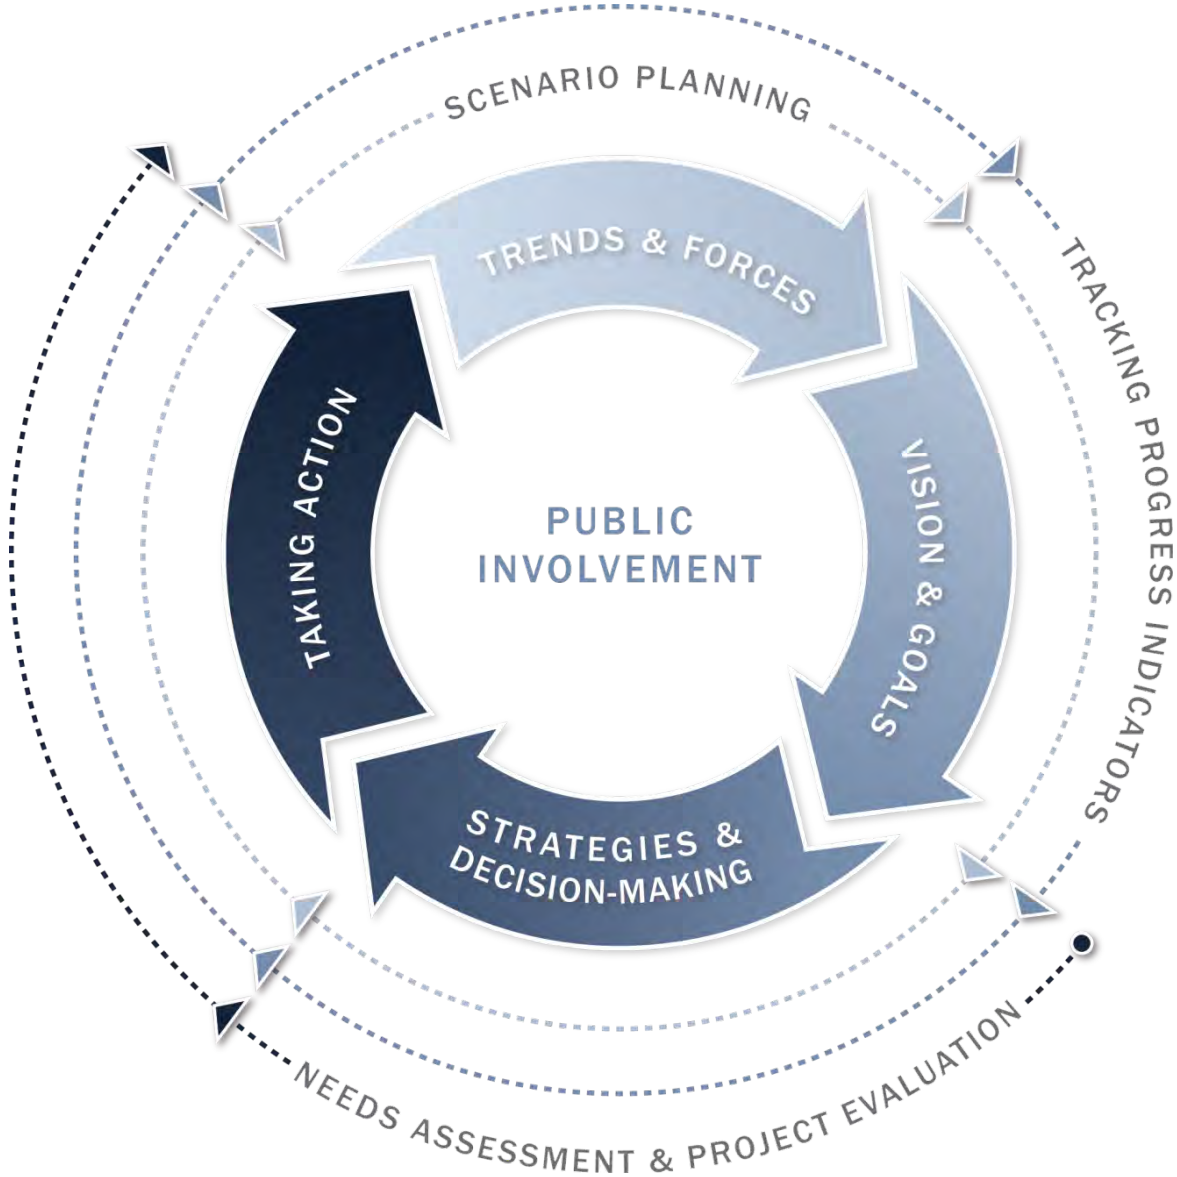 SCENARIO PLANNING
TRENDS & FORCES
TRACKING PROGRESS INDICATORS
VISION & GOALS
TAKING ACTION
PUBLIC
INVOLVEMENT
STRATEGIES &
DECISION-MAKING
NEEDS ASSESSMENT & PROJECT EVALUATION